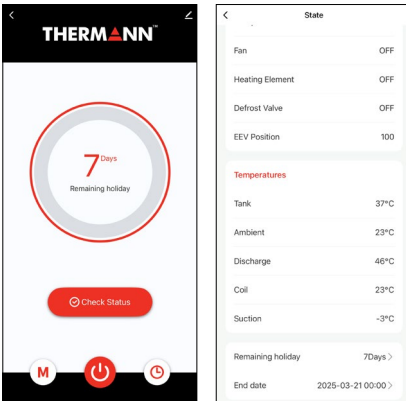 THERMANN™
7 Days
Remaining holiday
Check Status
M
State
Fan OFF
Heating Element OFF
Defrost Valve OFF
EEV Position 100
Temperatures
Tank 37°C
Ambient 23°C
Discharge 46°C
Coil 23°C
Suction -3°C
Remaining holiday 7Days
End date 2025-03-21 00:00